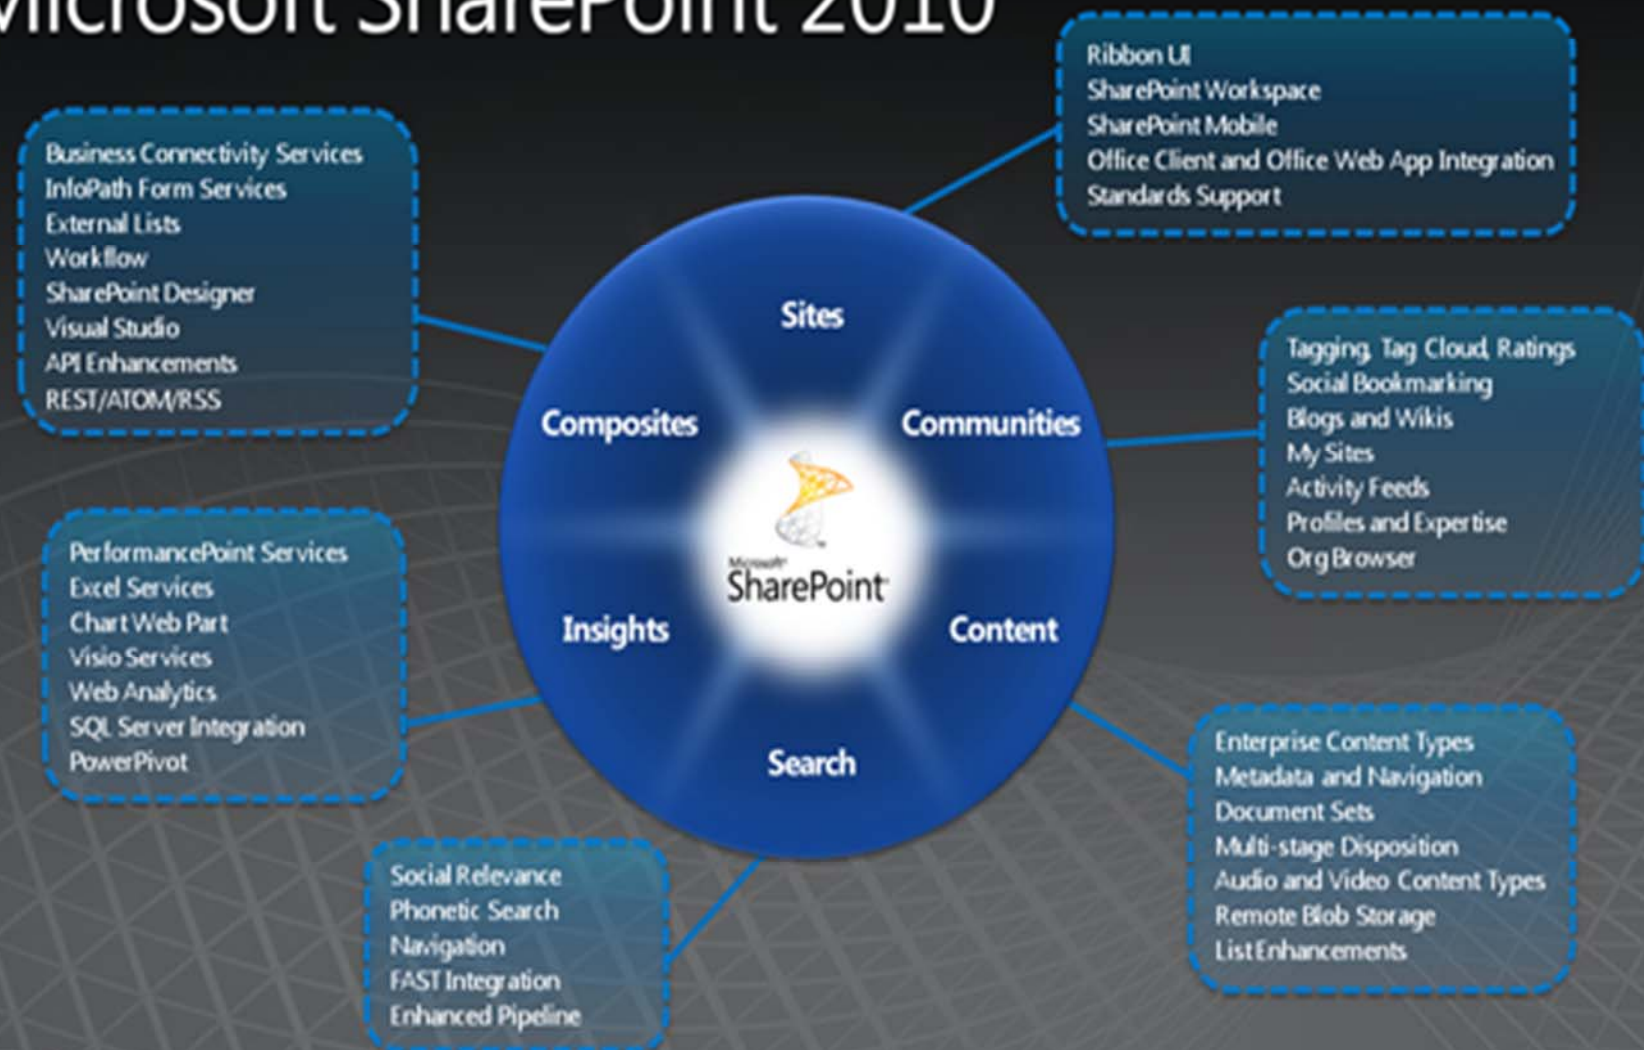 Microsoft SharePoint 2010
Ribbon UI
SharePoint Workspace
SharePoint Mobile
Office Client and Office Web App Integration
Standards Support
Business Connectivity Services
InfoPath Form Services
External Lists
Workflow
SharePoint Designer
Visual Studio
API Enhancements
REST/ATOM/RSS
Sites
Composites
Communities
Microsoft
SharePoint
Insights
Content
Search
Tagging, Tag Cloud, Ratings
Social Bookmarking
Blogs and Wikis
My Sites
Activity Feeds
Profiles and Expertise
Org Browser
PerformancePoint Services
Excel Services
Chart Web Part
Visio Services
Web Analytics
SQL Server Integration
PowerPivot
Enterprise Content Types
Metadata and Navigation
Document Sets
Multi-stage Disposition
Audio and Video Content Types
Remote Blob Storage
List Enhancements
Social Relevance
Phonetic Search
Navigation
FAST Integration
Enhanced Pipeline